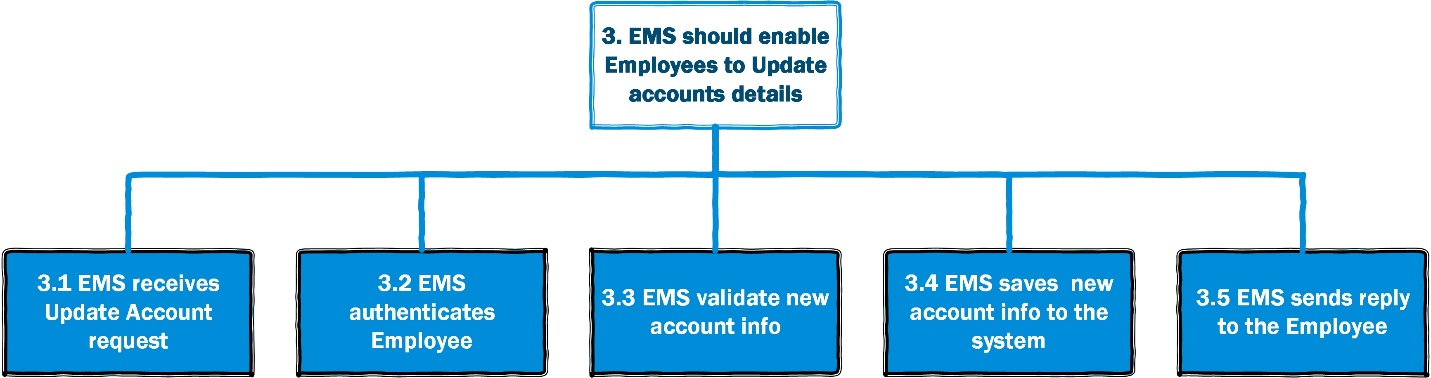 3. EMS should enable
Employees to Update
accounts details
3.1 EMS receives
Update Account
request
3.2 EMS
authenticates
Employee
3.3 EMS validate new
account info
3.4 EMS saves  new
account info to the
system
3.5 EMS sends reply
to the Employee